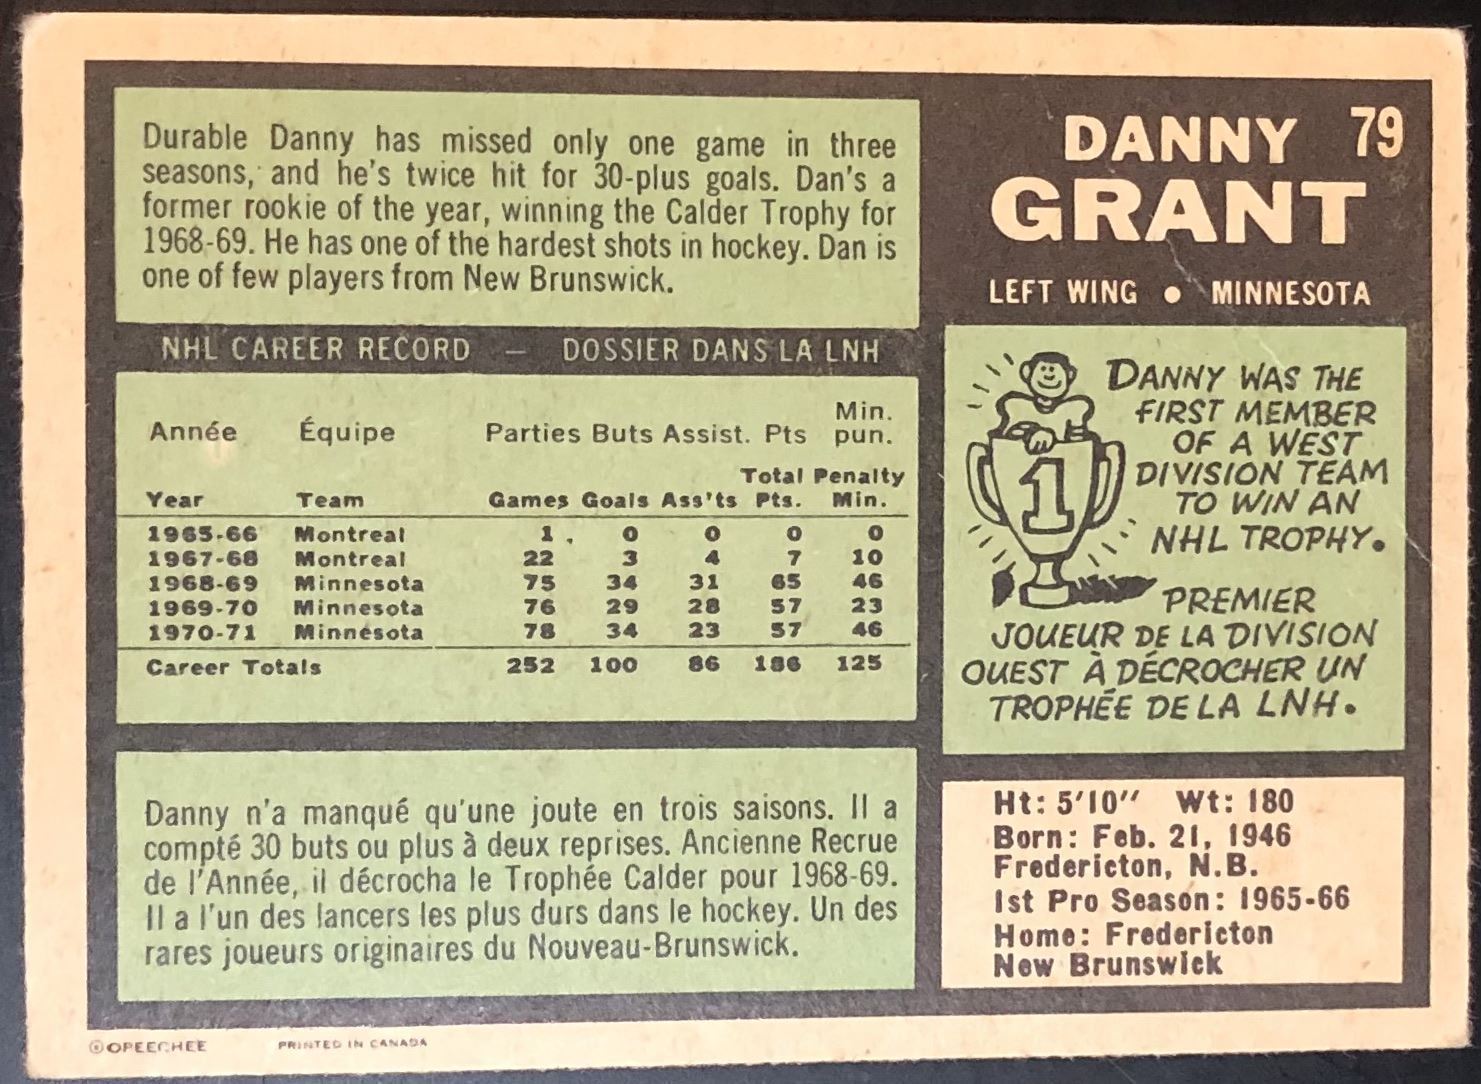 Durable Danny has missed only one game in three
seasons, and he's twice hit for 30-plus goals. Dan's a
former rookie of the year, winning the Calder Trophy for
1968-69. He has one of the hardest shots in hockey. Dan is
one of few players from New Brunswick.
DANNY 79
GRANT
LEFT WING • MINNESOTA
NHL CAREER RECORD — DOSSIER DANS LA LNH
Année Équipe Parties Buts Assist. Pts Min. pun.
Year Team Games Goals Ass'ts Total Pts. Penalty Min.
1965-66 Montreal 1 0 0 0 0
1967-68 Montreal 22 3 4 7 10
1968-69 Minnesota 75 34 31 65 46
1969-70 Minnesota 76 29 28 57 23
1970-71 Minnesota 78 34 23 57 46
Career Totals 252 100 86 186 125
DANNY WAS THE
FIRST MEMBER
OF A WEST
DIVISION TEAM
TO WIN AN
NHL TROPHY.
1
PREMIER
JOUEUR DE LA DIVISION
OUEST À DÉCROCHER UN
TROPHÉE DE LA LNH.
Danny n'a manqué qu'une joute en trois saisons. Il a
compté 30 buts ou plus à deux reprises. Ancienne Recrue
de l'Année, il décrocha le Trophée Calder pour 1968-69.
Il a l'un des lancers les plus durs dans le hockey. Un des
rares joueurs originaires du Nouveau-Brunswick.
Ht: 5'10" Wt: 180
Born: Feb. 21, 1946
Fredericton, N.B.
1st Pro Season: 1965-66
Home: Fredericton
New Brunswick
©OPEECHEE PRINTED IN CANADA